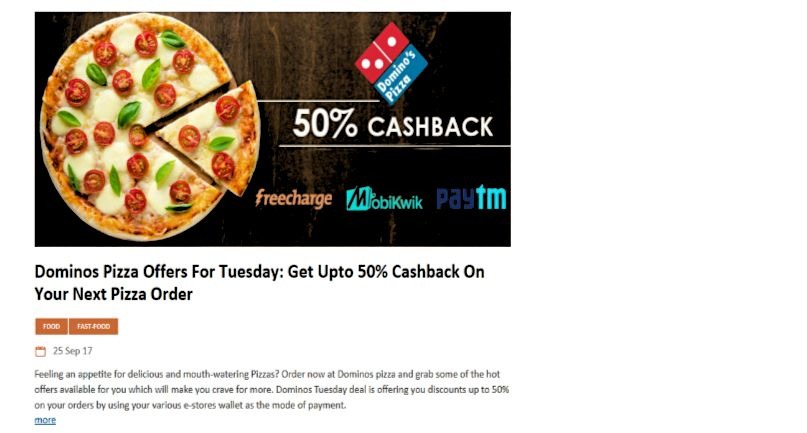 Domino's
Pizza
50% CASHBACK
freecharge MobiKwik paytm
Dominos Pizza Offers For Tuesday: Get Upto 50% Cashback On
Your Next Pizza Order
FOOD FAST-FOOD
25 Sep 17
Feeling an appetite for delicious and mouth-watering Pizzas? Order now at Dominos pizza and grab some of the hot
offers available for you which will make you crave for more. Dominos Tuesday deal is offering you discounts up to 50%
on your orders by using your various e-stores wallet as the mode of payment.
more